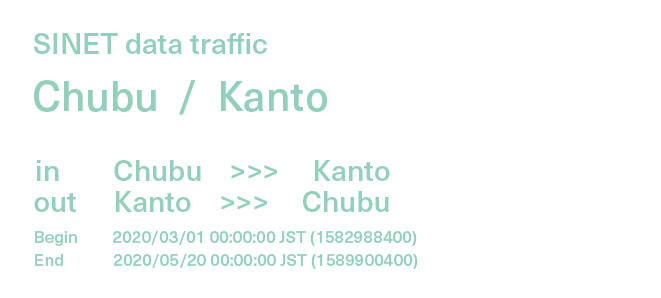 SINET data traffic
Chubu / Kanto
in Chubu >>> Kanto
out Kanto >>> Chubu
Begin 2020/03/01 00:00:00 JST (1582988400)
End 2020/05/20 00:00:00 JST (1589900400)